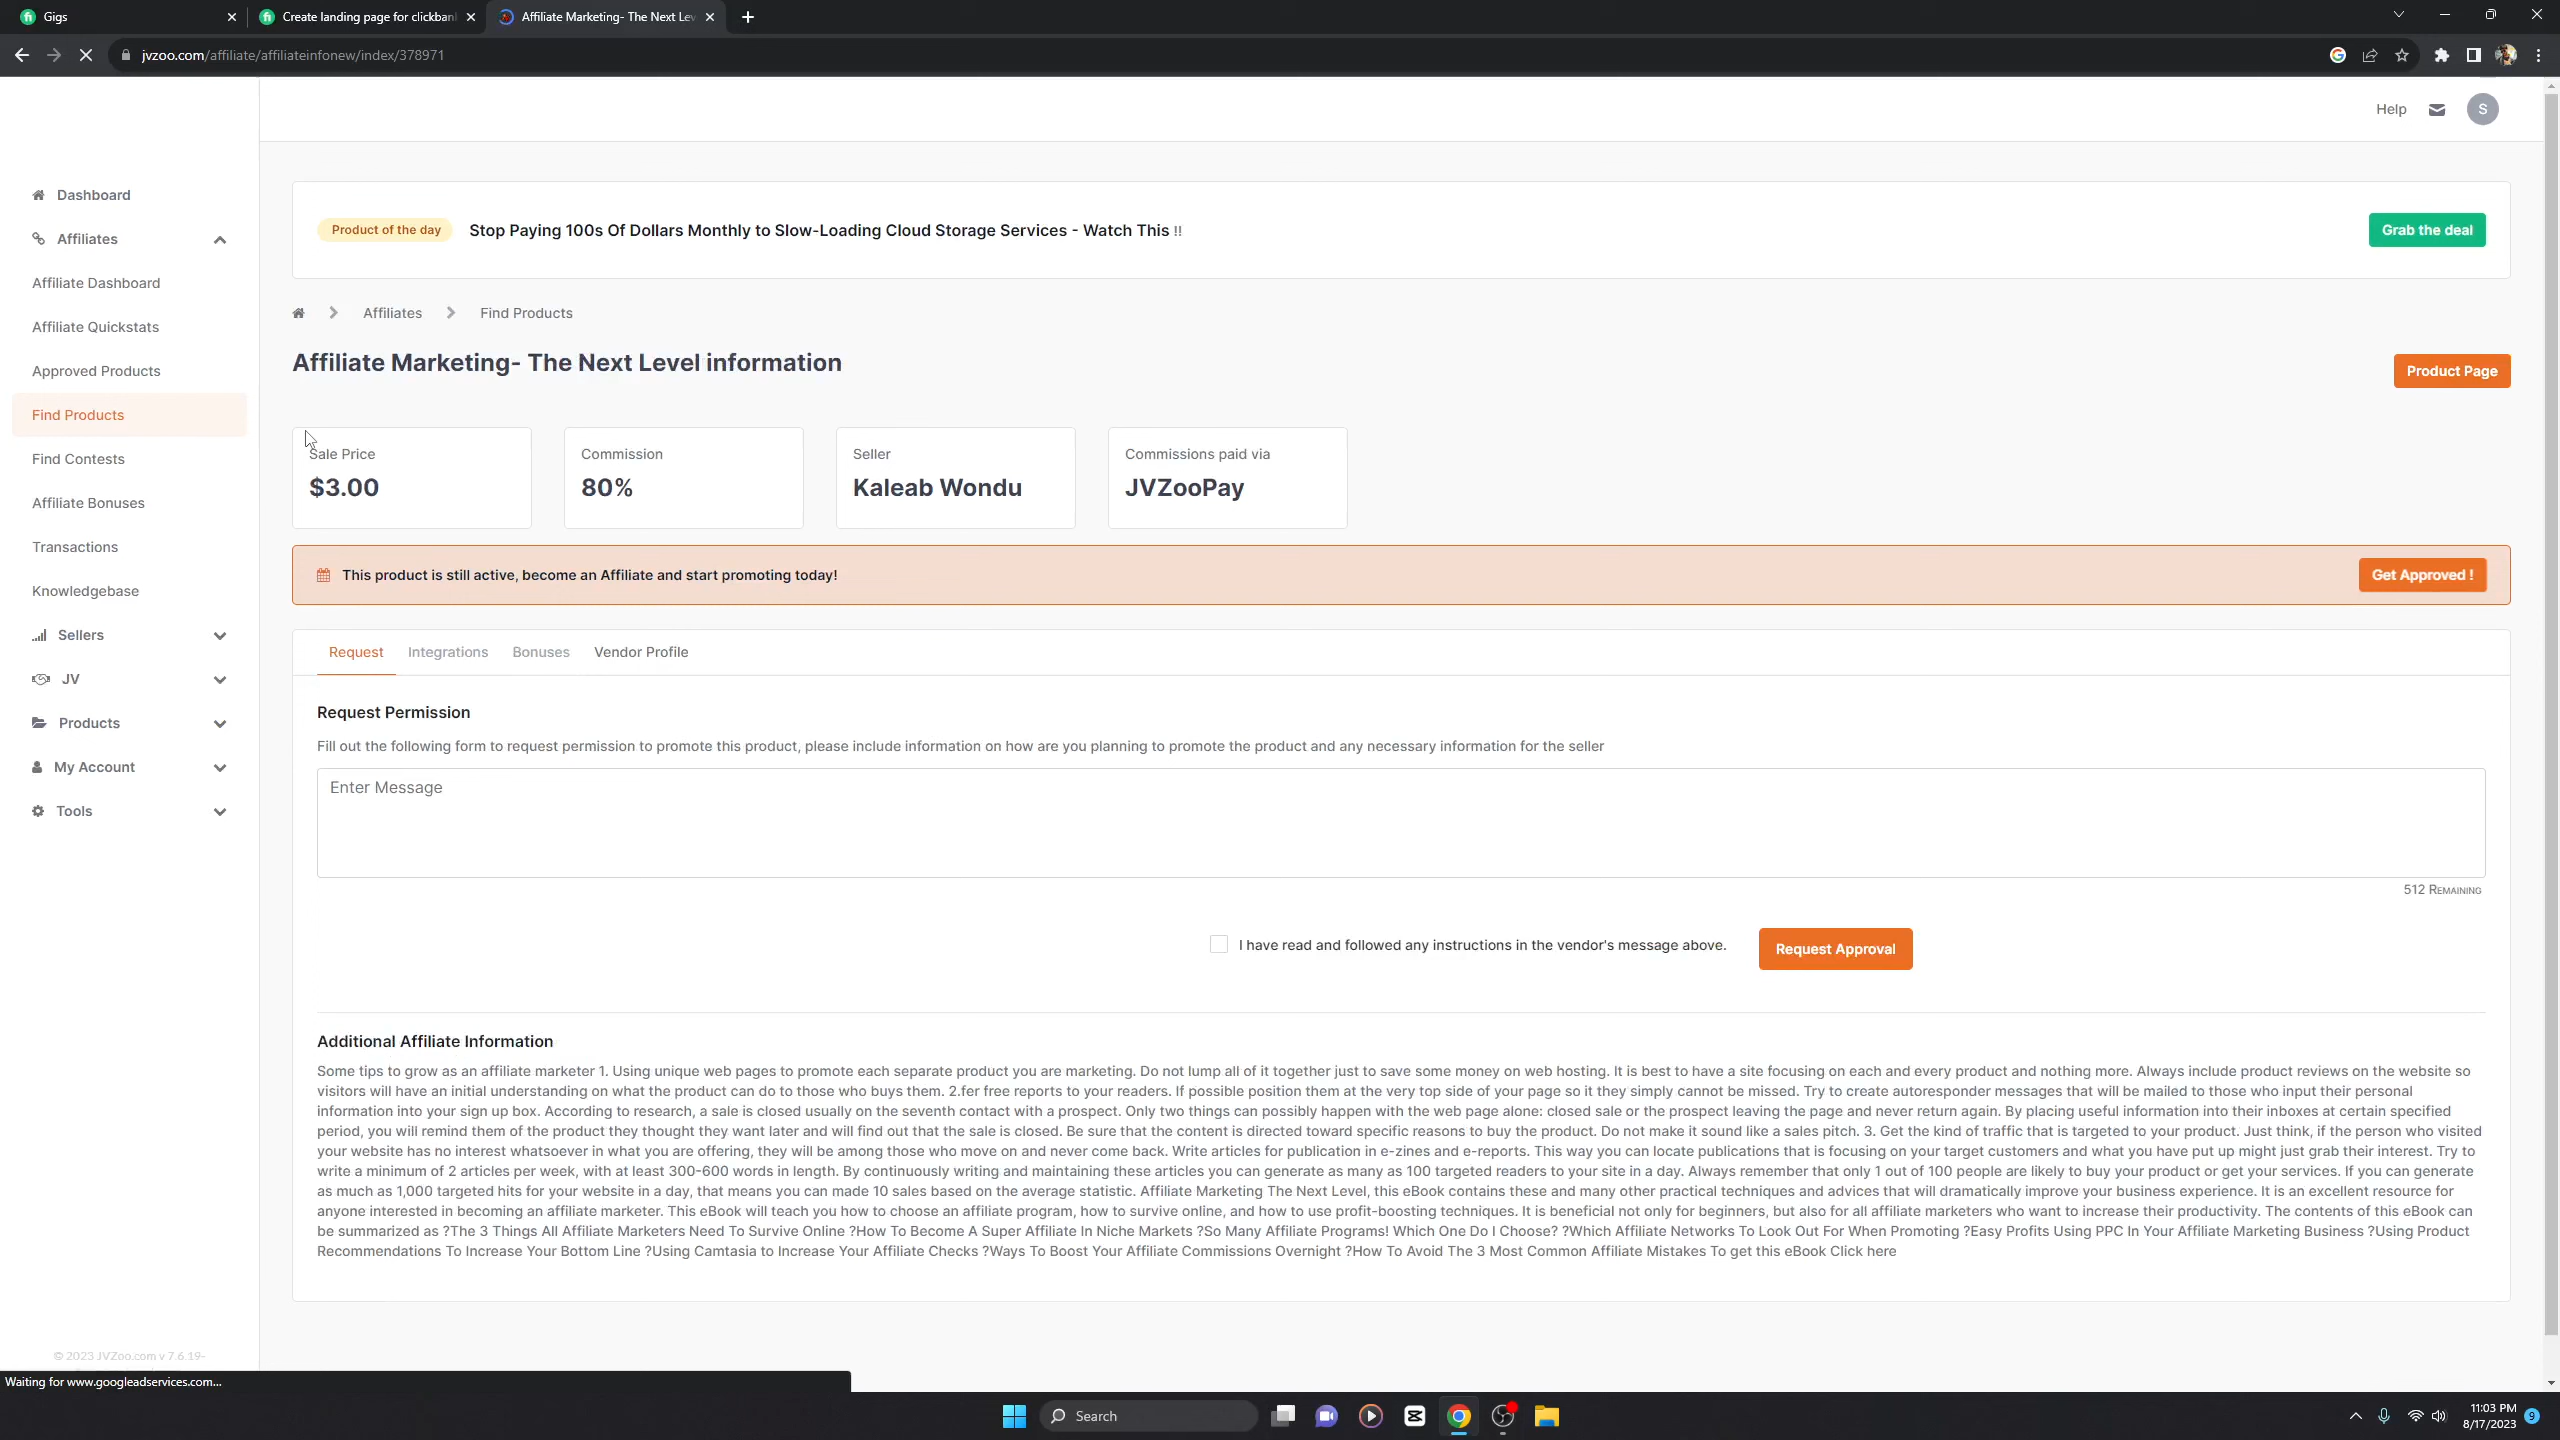 Gigs
Create landing page for clickban
Affiliate Marketing- The Next Lev
jvzoo.com/affiliate/affiliateinfonew/index/378971
Help
S
Dashboard
Affiliates
Affiliate Dashboard
Affiliate Quickstats
Approved Products
Find Products
Find Contests
Affiliate Bonuses
Transactions
Knowledgebase
Sellers
JV
Products
My Account
Tools
© 2023 JVZoo.com v 7.6.19-
Product of the day
Stop Paying 100s Of Dollars Monthly to Slow-Loading Cloud Storage Services - Watch This !!
Grab the deal
Affiliates
Find Products
Affiliate Marketing- The Next Level information
Product Page
Sale Price
$3.00
Commission
80%
Seller
Kaleab Wondu
Commissions paid via
JVZooPay
This product is still active, become an Affiliate and start promoting today!
Get Approved !
Request
Integrations
Bonuses
Vendor Profile
Request Permission
Fill out the following form to request permission to promote this product, please include information on how are you planning to promote the product and any necessary information for the seller
Enter Message
512 REMAINING
I have read and followed any instructions in the vendor's message above.
Request Approval
Additional Affiliate Information
Some tips to grow as an affiliate marketer 1. Using unique web pages to promote each separate product you are marketing. Do not lump all of it together just to save some money on web hosting. It is best to have a site focusing on each and every product and nothing more. Always include product reviews on the website so
visitors will have an initial understanding on what the product can do to those who buys them. 2.fer free reports to your readers. If possible position them at the very top side of your page so it they simply cannot be missed. Try to create autoresponder messages that will be mailed to those who input their personal
information into your sign up box. According to research, a sale is closed usually on the seventh contact with a prospect. Only two things can possibly happen with the web page alone: closed sale or the prospect leaving the page and never return again. By placing useful information into their inboxes at certain specified
period, you will remind them of the product they thought they want later and will find out that the sale is closed. Be sure that the content is directed toward specific reasons to buy the product. Do not make it sound like a sales pitch. 3. Get the kind of traffic that is targeted to your product. Just think, if the person who visited
your website has no interest whatsoever in what you are offering, they will be among those who move on and never come back. Write articles for publication in e-zines and e-reports. This way you can locate publications that is focusing on your target customers and what you have put up might just grab their interest. Try to
write a minimum of 2 articles per week, with at least 300-600 words in length. By continuously writing and maintaining these articles you can generate as many as 100 targeted readers to your site in a day. Always remember that only 1 out of 100 people are likely to buy your product or get your services. If you can generate
as much as 1,000 targeted hits for your website in a day, that means you can made 10 sales based on the average statistic. Affiliate Marketing The Next Level, this eBook contains these and many other practical techniques and advices that will dramatically improve your business experience. It is an excellent resource for
anyone interested in becoming an affiliate marketer. This eBook will teach you how to choose an affiliate program, how to survive online, and how to use profit-boosting techniques. It is beneficial not only for beginners, but also for all affiliate marketers who want to increase their productivity. The contents of this eBook can
be summarized as ?The 3 Things All Affiliate Marketers Need To Survive Online ?How To Become A Super Affiliate In Niche Markets ?So Many Affiliate Programs! Which One Do I Choose? ?Which Affiliate Networks To Look Out For When Promoting ?Easy Profits Using PPC In Your Affiliate Marketing Business ?Using Product
Recommendations To Increase Your Bottom Line ?Using Camtasia to Increase Your Affiliate Checks ?Ways To Boost Your Affiliate Commissions Overnight ?How To Avoid The 3 Most Common Affiliate Mistakes To get this eBook Click here
Waiting for www.googleadservices.com...
Search
11:03 PM
8/17/2023
9